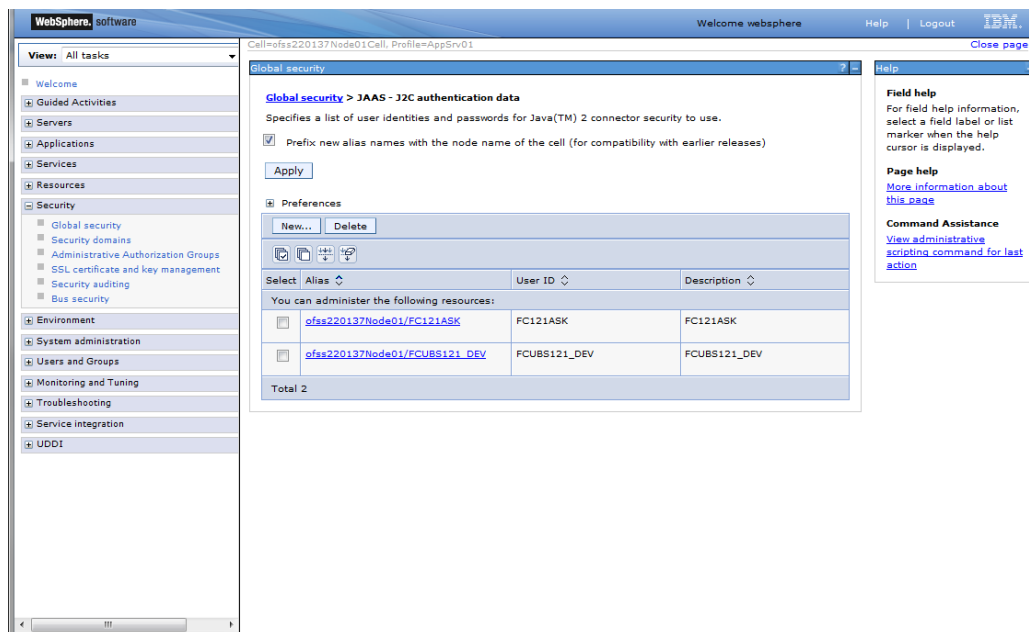 WebSphere. software
Welcome websphere
Help | Logout
IBM.
View: All tasks
Cell=ofss220137Node01Cell, Profile=AppSrv01
Close page
Welcome
Guided Activities
Servers
Applications
Services
Resources
Security
Global security
Security domains
Administrative Authorization Groups
SSL certificate and key management
Security auditing
Bus security
Environment
System administration
Users and Groups
Monitoring and Tuning
Troubleshooting
Service integration
UDDI
Global security
Global security > JAAS - J2C authentication data
Specifies a list of user identities and passwords for Java(TM) 2 connector security to use.
Prefix new alias names with the node name of the cell (for compatibility with earlier releases)
Apply
Preferences
New... Delete
Select Alias User ID Description
You can administer the following resources:
ofss220137Node01/FC121ASK FC121ASK FC121ASK
ofss220137Node01/FCUBS121_DEV FCUBS121_DEV FCUBS121_DEV
Total 2
Help
Field help
For field help information,
select a field label or list
marker when the help
cursor is displayed.
Page help
More information about
this page
Command Assistance
View administrative
scripting command for last
action